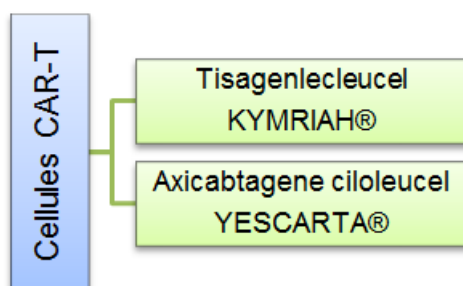 Cellules CAR-T
Tisagenlecleucel
KYMRIAH®
Axicabtagene ciloleucel
YESCARTA®